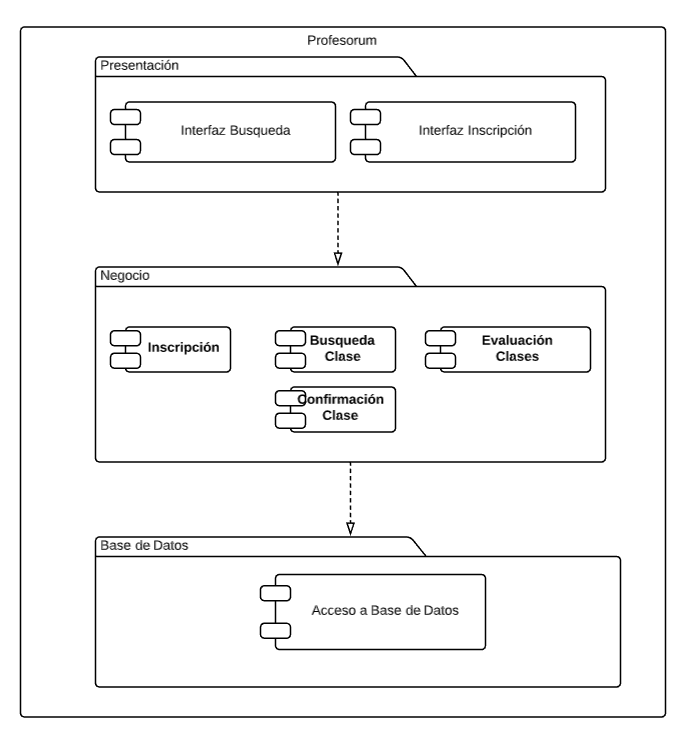 Profesorum
Presentación
Interfaz Busqueda
Interfaz Inscripción
Negocio
Inscripción
Busqueda
Clase
Evaluación
Clases
Confirmación
Clase
Base de Datos
Acceso a Base de Datos